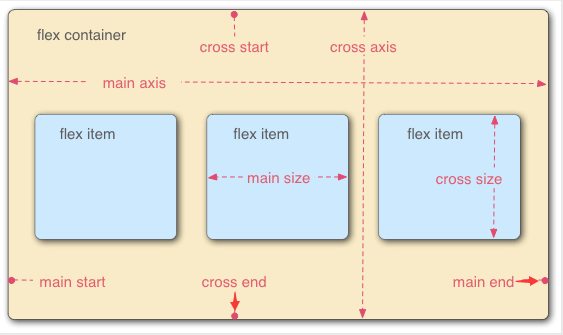 flex container
cross start
cross axis
main axis
flex item
flex item
flex item
main size
cross size
main start
cross end
main end